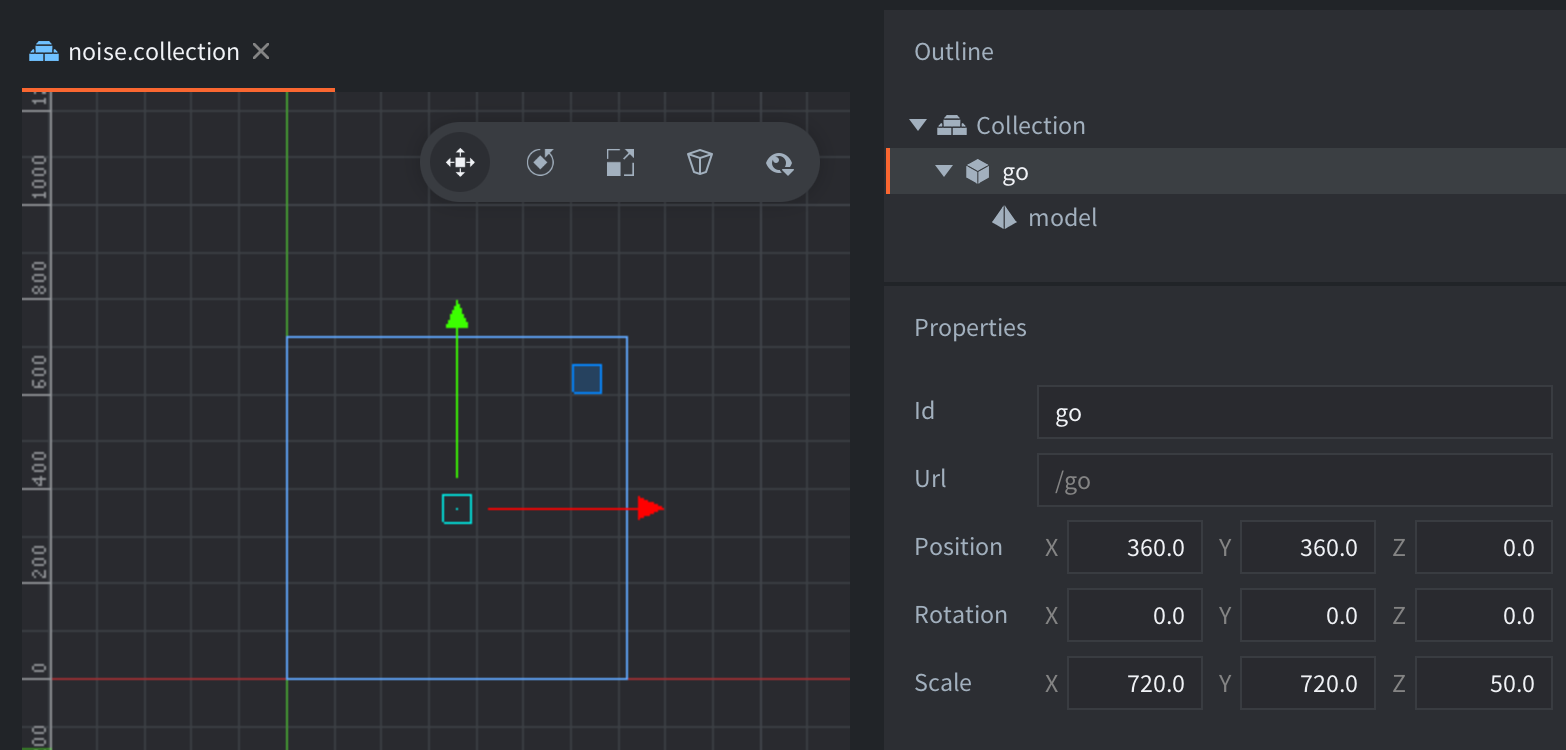 noise.collection
1000
800
600
400
200
0
00
Outline
Collection
go
model
Properties
Id go
Url /go
Position X 360.0 Y 360.0 Z 0.0
Rotation X 0.0 Y 0.0 Z 0.0
Scale X 720.0 Y 720.0 Z 50.0